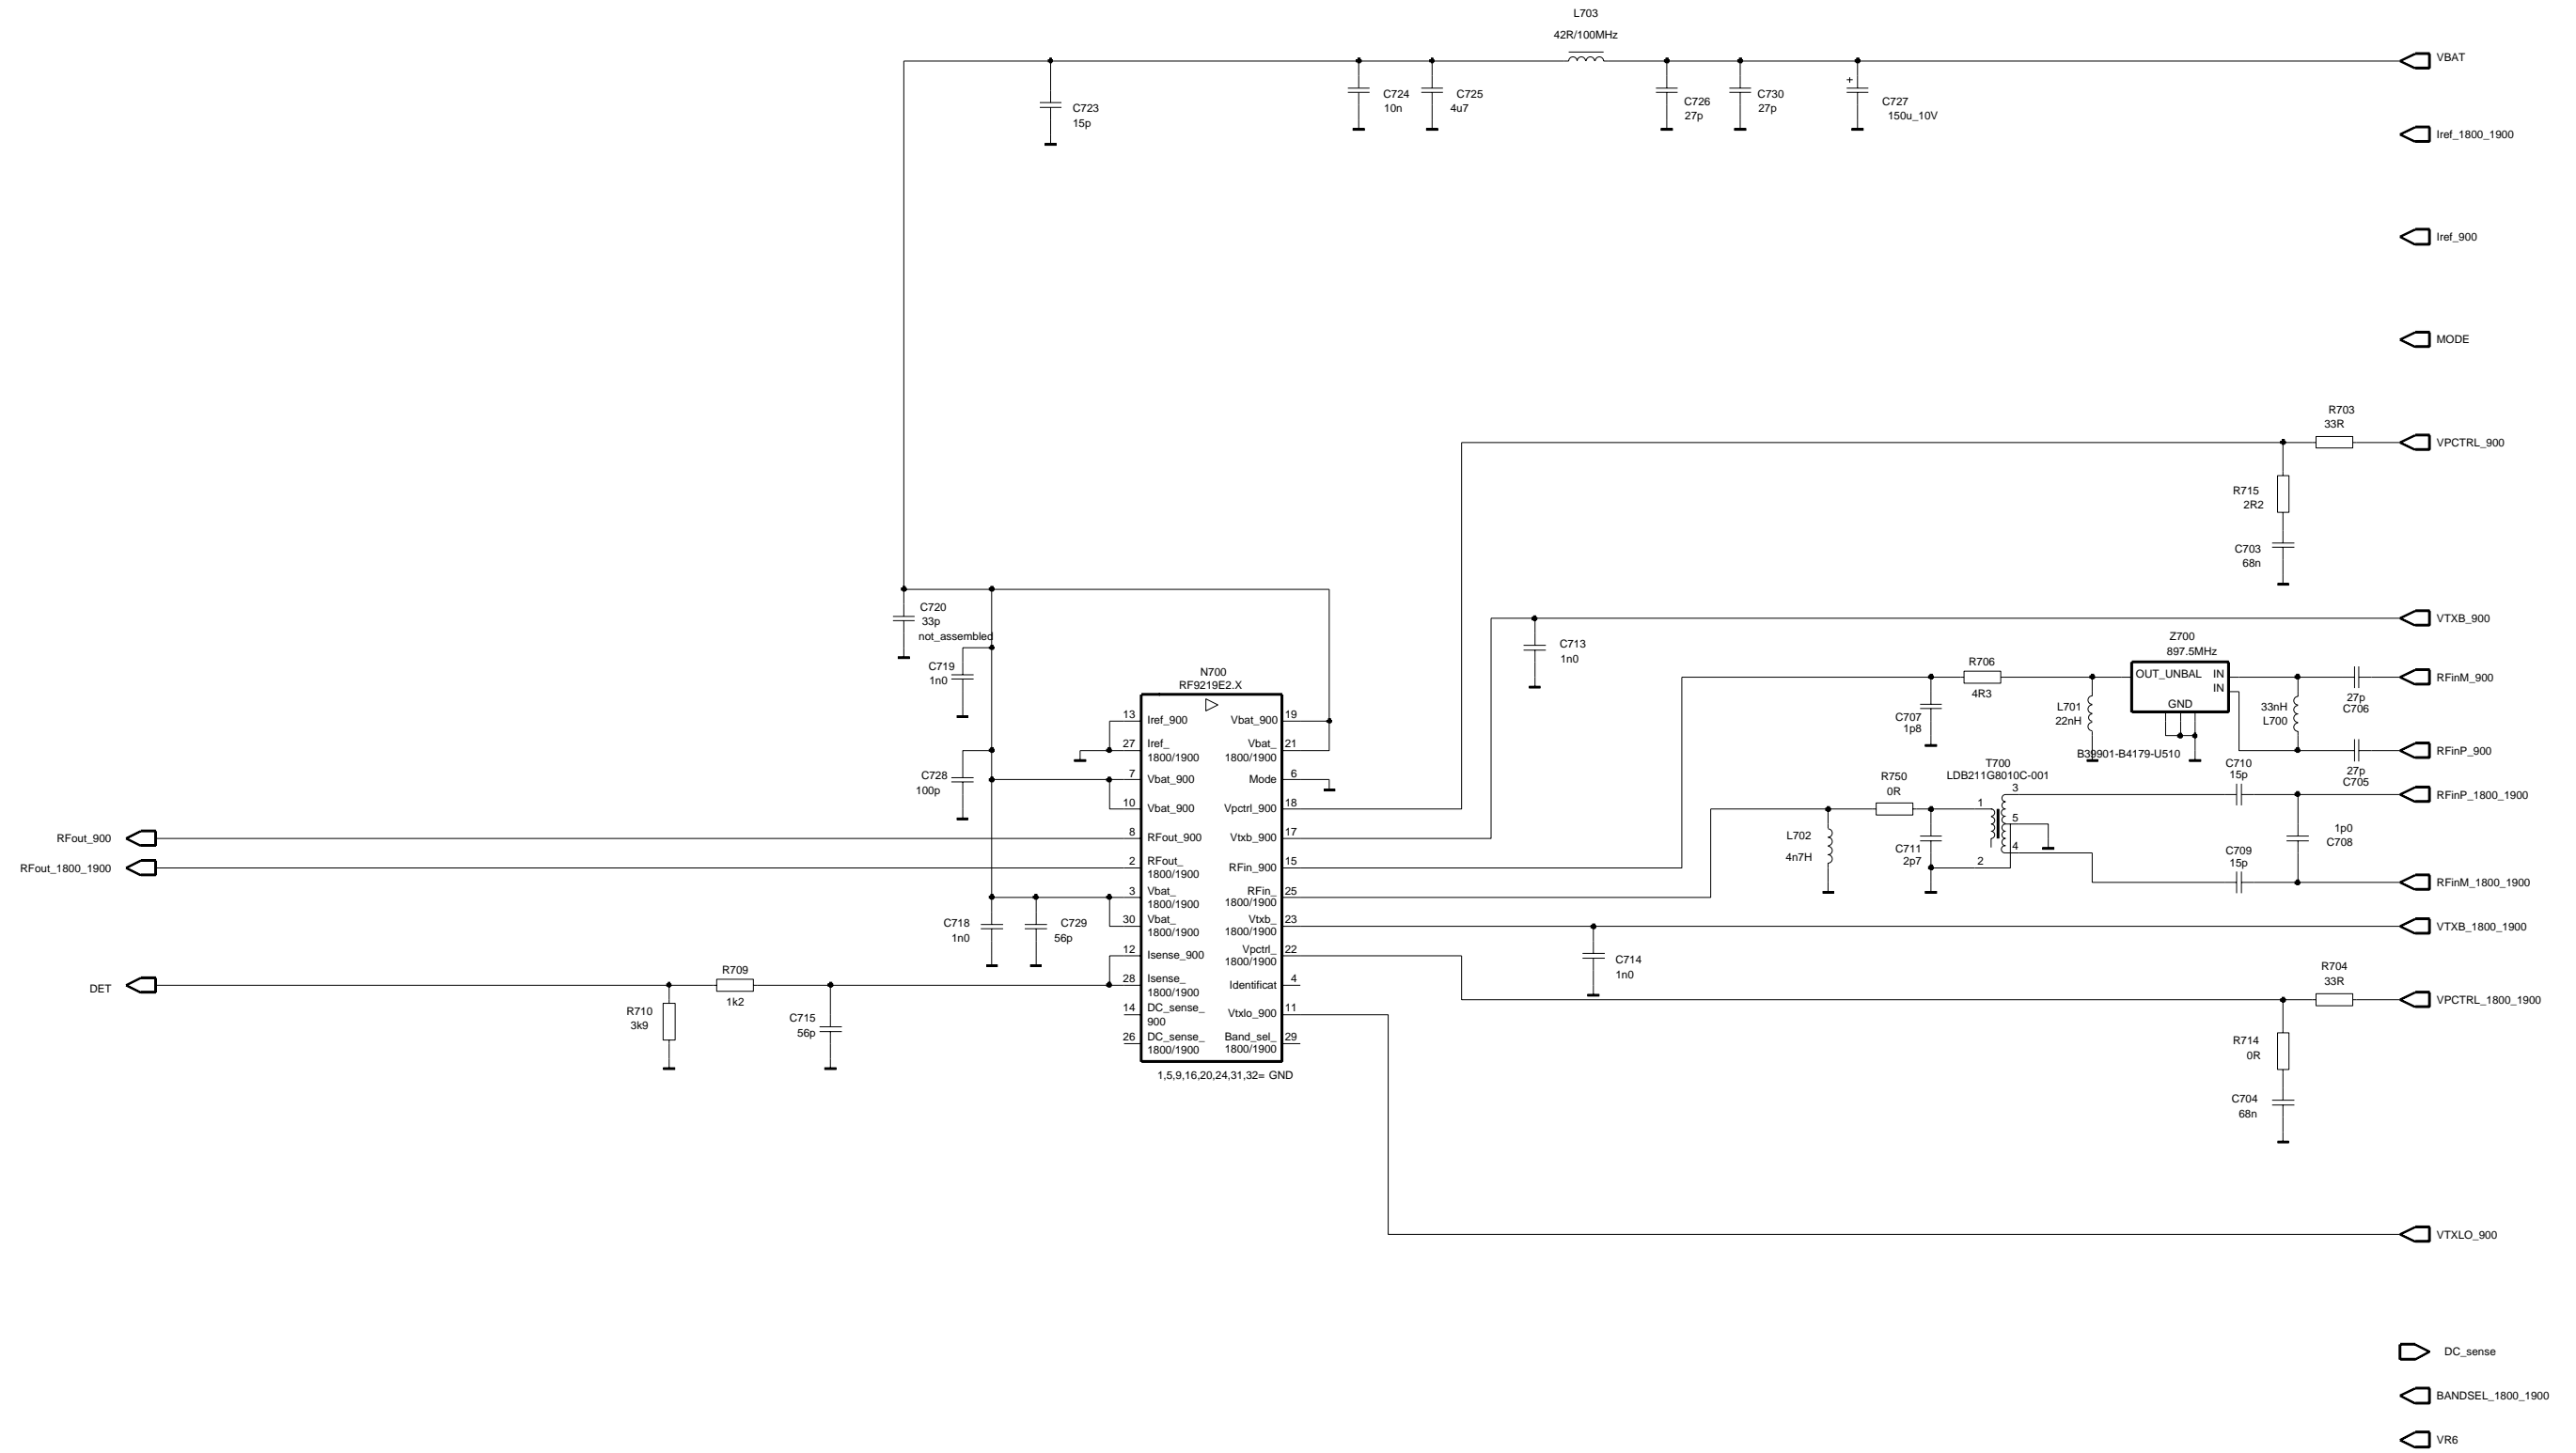 L703
42R/100MHz
VBAT
C723
15p
C724
10n
C725
4u7
C726
27p
C730
27p
+
C727
150u_10V
Iref_1800_1900
Iref_900
MODE
R703
33R
VPCTRL_900
R715
2R2
C703
68n
C720
33p
not_assembled
C719
1n0
C728
100p
VTXB_900
C713
1n0
Z700
897.5MHz
OUT_UNBAL
IN
IN
GND
B39901-B4179-U510
R706
4R3
C707
1p8
L701
22nH
33nH
L700
27p
C706
RFinM_900
27p
C705
RFinP_900
N700
RF9219E2.X
13
Iref_900
27
Iref_
1800/1900
7
Vbat_900
10
Vbat_900
8
RFout_900
2
RFout_
1800/1900
3
Vbat_
1800/1900
30
Vbat_
1800/1900
12
Isense_900
28
Isense_
1800/1900
14
DC_sense_
900
26
DC_sense_
1800/1900
Vbat_900
19
Vbat_
1800/1900
21
Mode
6
Vpctrl_900
18
Vtxb_900
17
RFin_900
15
RFin_
1800/1900
25
Vtxb_
1800/1900
23
Vpctrl_
1800/1900
22
Identificat
4
Vtxlo_900
11
Band_sel_
1800/1900
29
1,5,9,16,20,24,31,32= GND
RFout_900
RFout_1800_1900
C718
1n0
C729
56p
DET
R709
1k2
R710
3k9
C715
56p
R750
0R
T700
LDB211G8010C-001
1
2
3
5
4
L702
4n7H
C711
2p7
C710
15p
C709
15p
1p0
C708
RFinP_1800_1900
RFinM_1800_1900
VTXB_1800_1900
C714
1n0
R704
33R
VPCTRL_1800_1900
R714
0R
C704
68n
VTXLO_900
DC_sense
BANDSEL_1800_1900
VR6